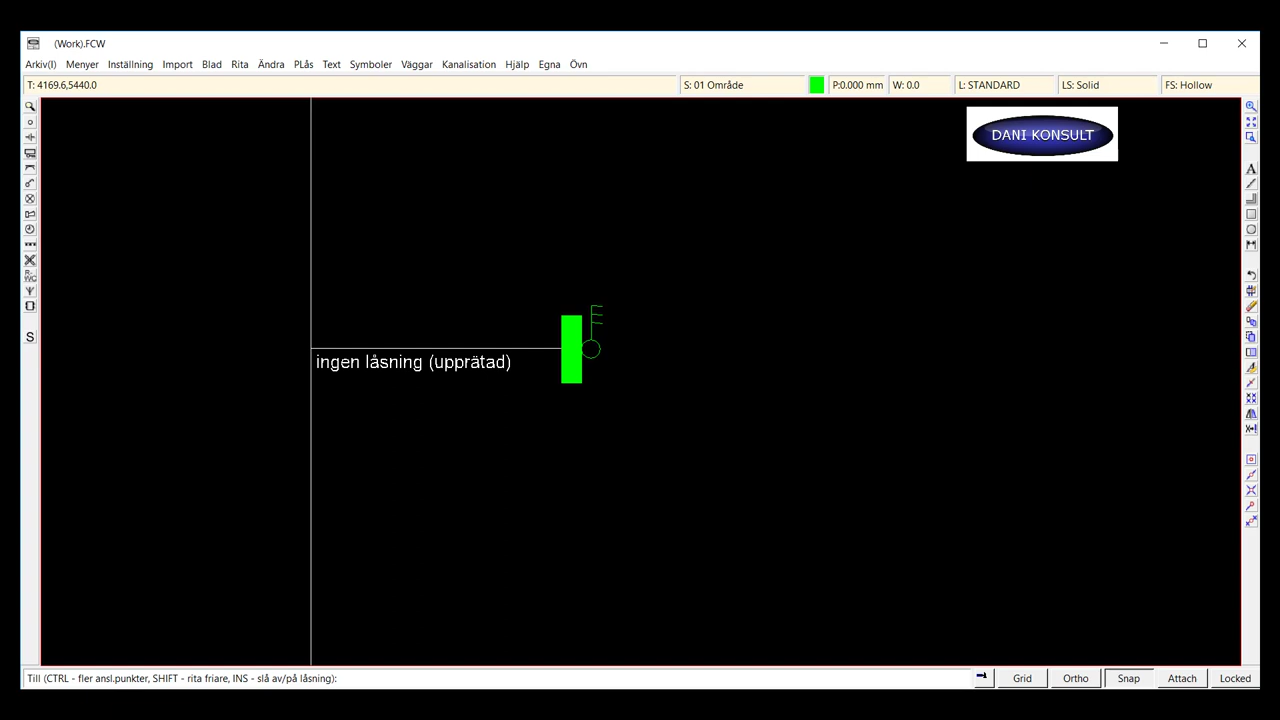 (Work).FCW
Arkiv(I) Menyer Inställning Import Blad Rita Ändra PLås Text Symboler Väggar Kanalisation Hjälp Egna Övn
T: 4169.6,5440.0 S: 01 Område P:0.000 mm W: 0.0 L: STANDARD LS: Solid FS: Hollow
DANI KONSULT
A
R-
WC
S
ingen låsning (upprätad)
Till (CTRL - fler ansl.punkter, SHIFT - rita friare, INS - slå av/på låsning): Grid Ortho Snap Attach Locked